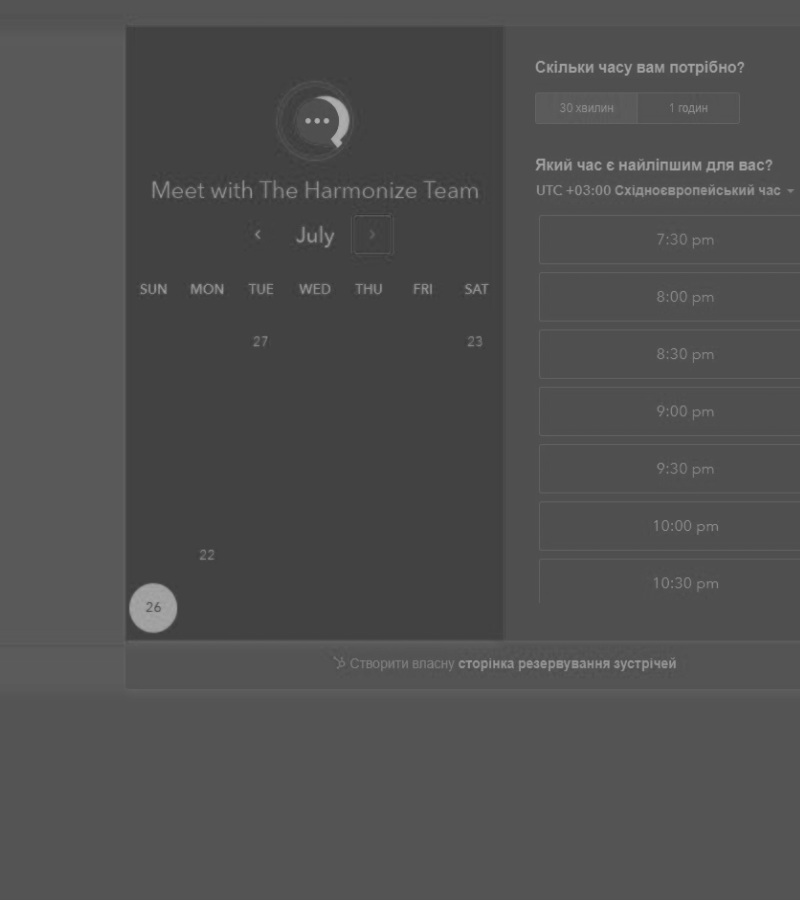 Meet with The Harmonize Team
‹ July ›
SUN MON TUE WED THU FRI SAT
27 23
22
26
Скільки часу вам потрібно?
30 хвилин 1 годин
Який час є найліпшим для вас?
UTC +03:00 Східноєвропейський час
7:30 pm
8:00 pm
8:30 pm
9:00 pm
9:30 pm
10:00 pm
10:30 pm
Створити власну сторінка резервування зустрічей